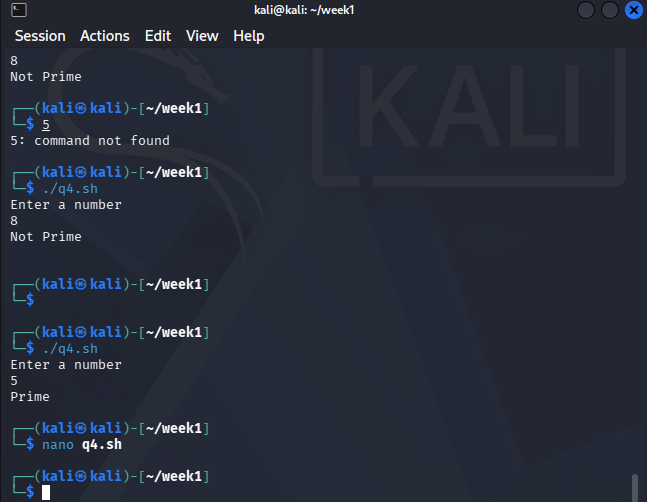 kali@kali: ~/week1
Session Actions Edit View Help
8
Not Prime
┌──(kali㉿kali)-[~/week1]
└─$ 5
5: command not found
┌──(kali㉿kali)-[~/week1]
└─$ ./q4.sh
Enter a number
8
Not Prime
┌──(kali㉿kali)-[~/week1]
└─$
┌──(kali㉿kali)-[~/week1]
└─$ ./q4.sh
Enter a number
5
Prime
┌──(kali㉿kali)-[~/week1]
└─$ nano q4.sh
┌──(kali㉿kali)-[~/week1]
└─$
KALI